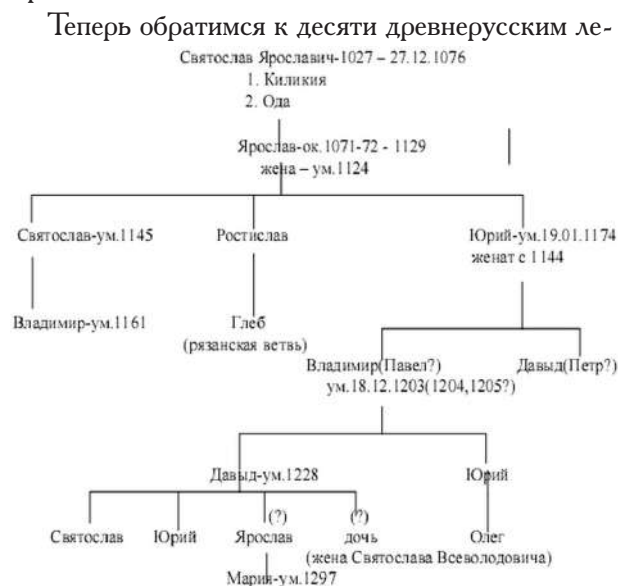 Теперь обратимся к десяти древнерусским ле-
Святослав Ярославич-1027 – 27.12.1076
1. Киликия
2. Ода
Ярослав-ок.1071-72 - 1129
жена – ум.1124
Святослав-ум.1145 Ростислав Юрий-ум.19.01.1174
женат с 1144
Владимир-ум.1161 Глеб
(рязанская ветвь)
Владимир(Павел?) Давыд(Петр?)
ум.18.12.1203(1204,1205?)
Давыд-ум.1228 Юрий
(?) (?)
Святослав Юрий Ярослав дочь Олег
(жена Святослава Всеволодовича)
Мария-ум.1297